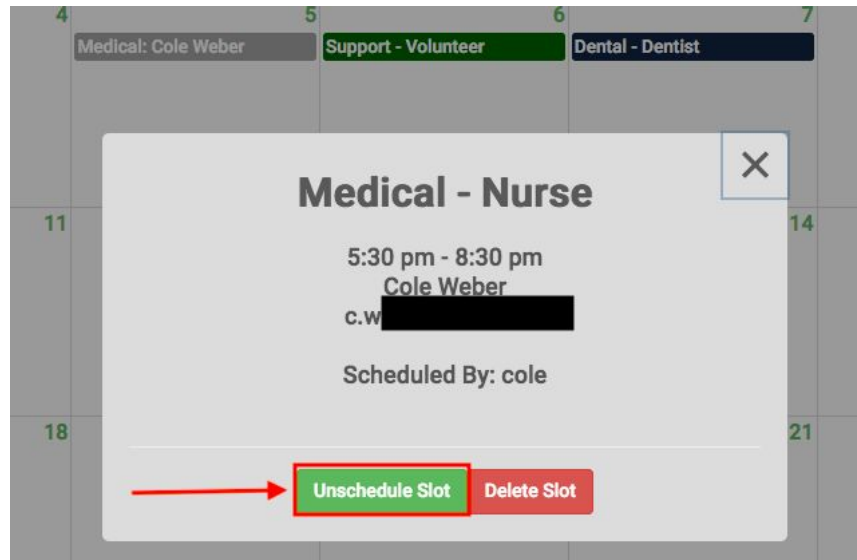 4 5 6 7
Medical: Cole Weber Support - Volunteer Dental - Dentist
×
Medical - Nurse
11 14
5:30 pm - 8:30 pm
Cole Weber
c.w
Scheduled By: cole
18 21
Unschedule Slot Delete Slot